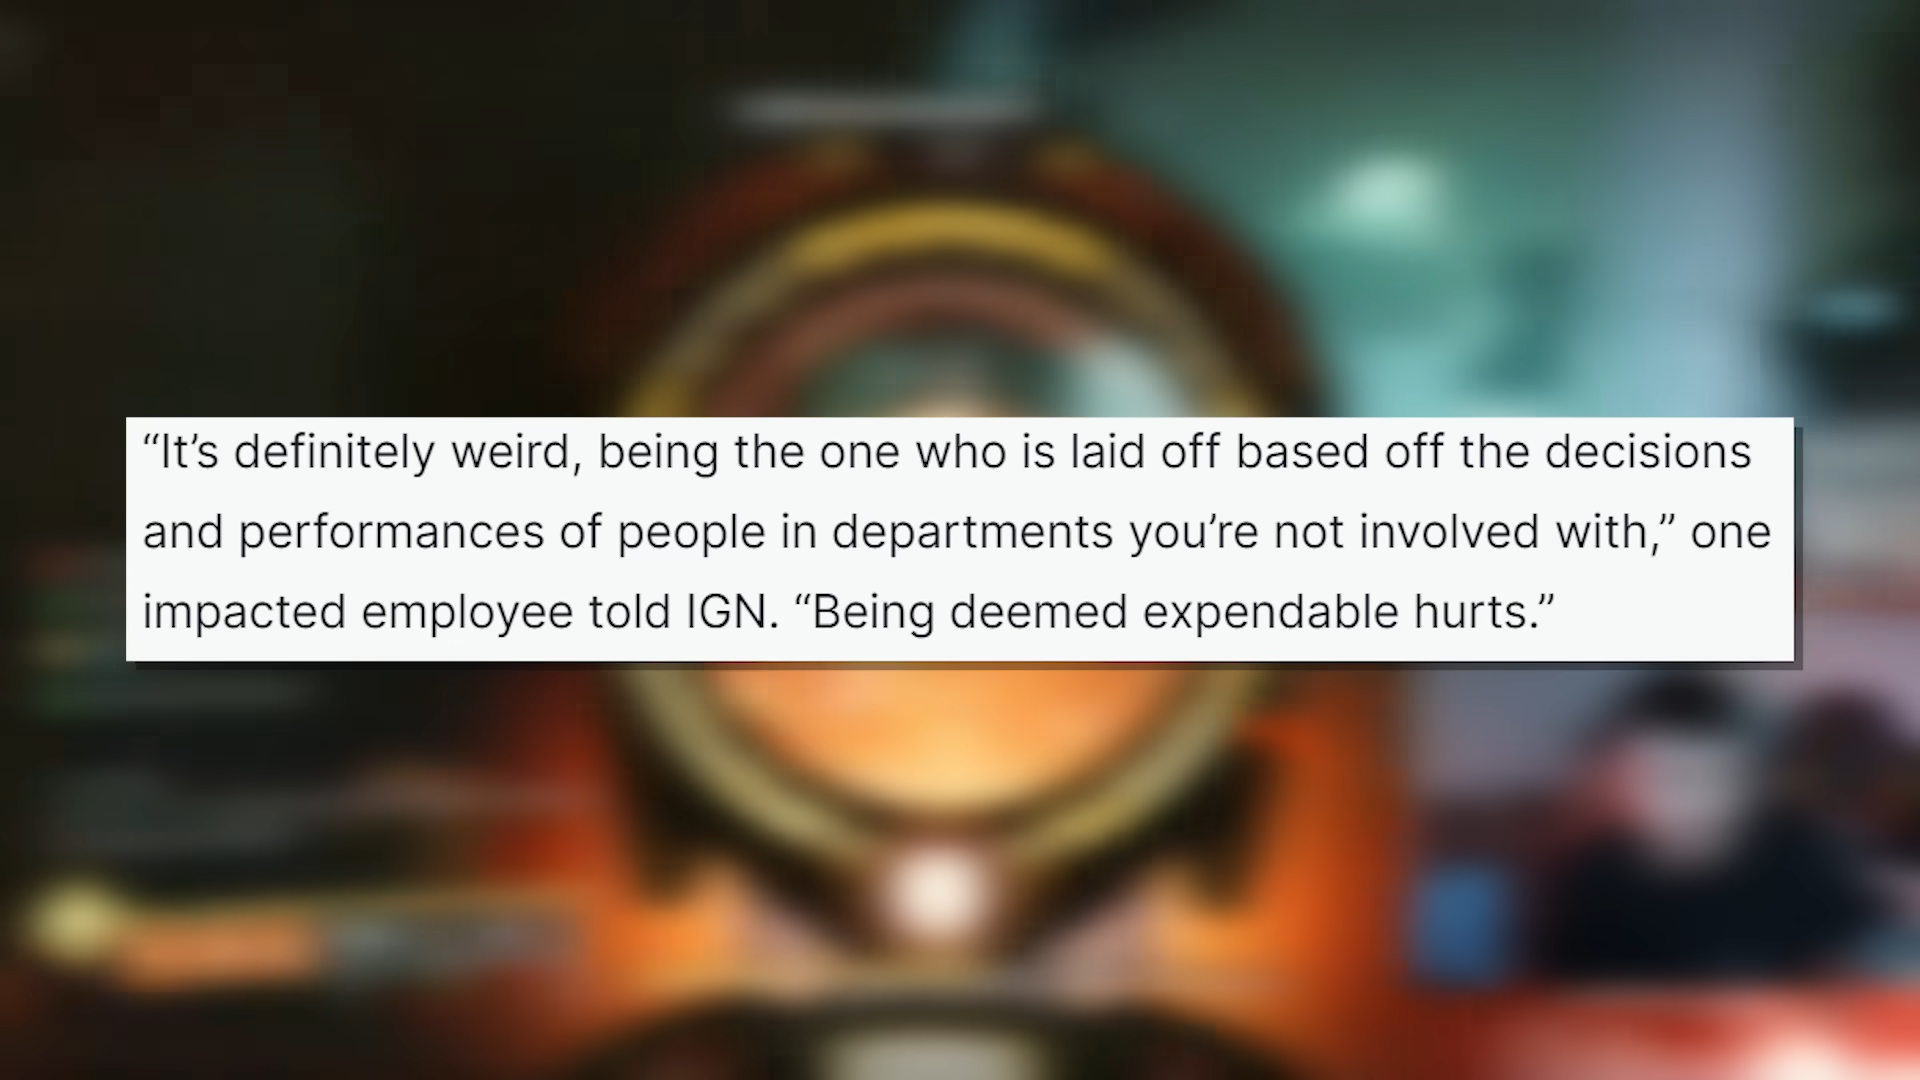 “It’s definitely weird, being the one who is laid off based off the decisions
and performances of people in departments you’re not involved with,” one
impacted employee told IGN. “Being deemed expendable hurts.”